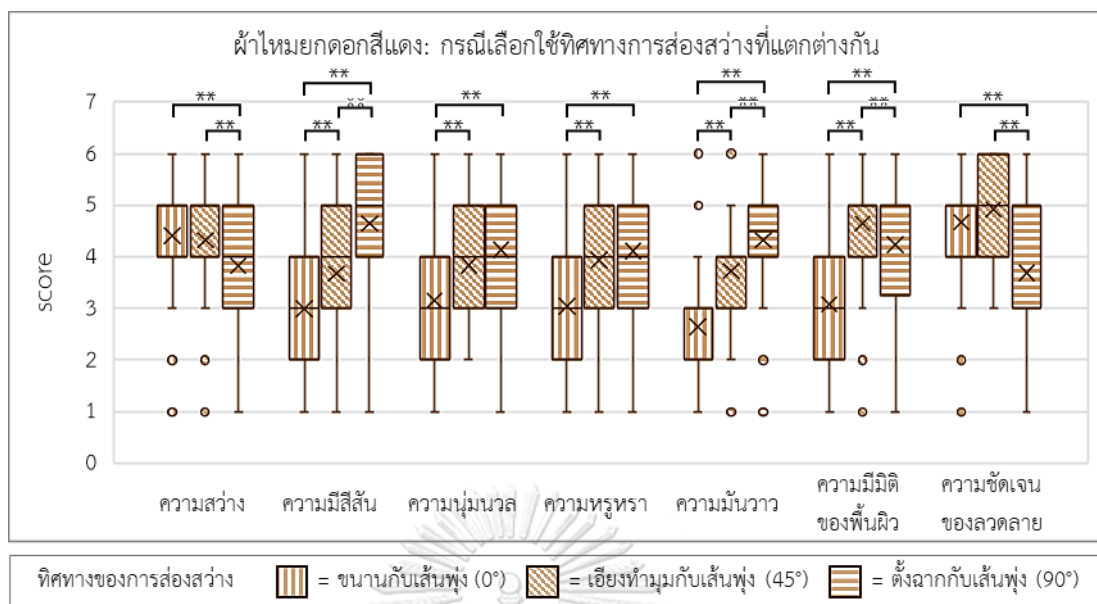 ผ้าไหมยกดอกสีแดง: กรณีเลือกใช้ทิศทางการส่องสว่างที่แตกต่างกัน
** ** ** ** ** ** **
** ** ** ** ** ** ** ** ** **
score
7
6
5
4
3
2
1
0
ความสว่าง ความมีสีสัน ความนุ่มนวล ความหรูหรา ความมันวาว ความมีมิติของพื้นผิว ความชัดเจนของลวดลาย
ทิศทางของการส่องสว่าง = ขนานกับเส้นพุ่ง (0°) = เอียงทำมุมกับเส้นพุ่ง (45°) = ตั้งฉากกับเส้นพุ่ง (90°)